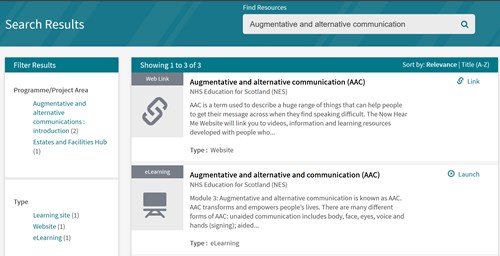 Find Resources
Search Results
Augmentative and alternative communication
Filter Results
Programme/Project Area
Augmentative and
alternative
communications :
introduction (2)
Estates and Facilities Hub
(1)
Type
Learning site (1)
Website (1)
eLearning (1)
Showing 1 to 3 of 3
Sort by: Relevance | Title (A-Z)
Web Link
Augmentative and alternative communication (AAC)
Link
NHS Education for Scotland (NES)
AAC is a term used to describe a huge range of things that can help people
to get their message across when they find speaking difficult. The Now Hear
Me Website will link you to videos, information and learning resources
developed with people who...
Type : Website
eLearning
Augmentative and alternative and communication (AAC)
Launch
NHS Education for Scotland (NES)
Module 3: Augmentative and alternative communication is known as AAC.
AAC transforms and empowers people's lives. There are many different
forms of AAC: unaided communication includes body, face, eyes, voice and
hands (signing); aided...
Type : eLearning